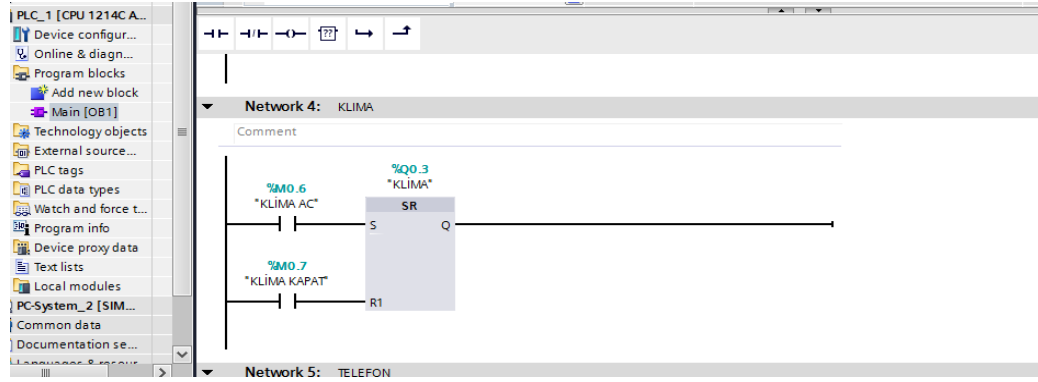 PLC_1 [CPU 1214C A...
Device configur...
Online & diagn...
Program blocks
Add new block
Main [OB1]
Technology objects
External source...
PLC tags
PLC data types
Watch and force t...
Program info
Device proxy data
Text lists
Local modules
PC-System_2 [SIM...
Common data
Documentation se...
??
Network 4: KLIMA
Comment
%Q0.3
"KLİMA"
%M0.6
"KLİMA AC"
SR
S Q
%M0.7
"KLİMA KAPAT"
R1
Network 5: TELEFON